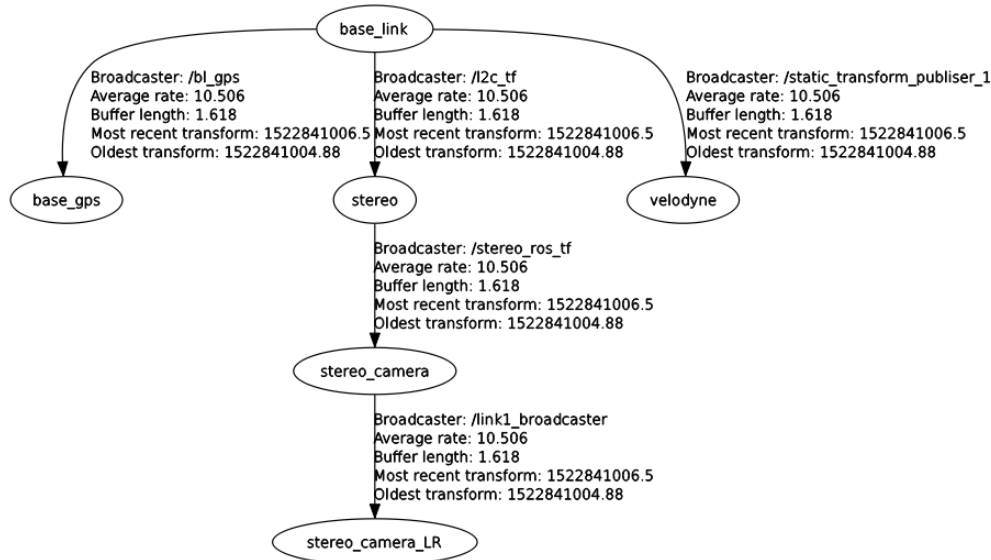 base_link
Broadcaster: /bl_gps
Average rate: 10.506
Buffer length: 1.618
Most recent transform: 1522841006.5
Oldest transform: 1522841004.88
Broadcaster: /l2c_tf
Average rate: 10.506
Buffer length: 1.618
Most recent transform: 1522841006.5
Oldest transform: 1522841004.88
Broadcaster: /static_transform_publiser_1
Average rate: 10.506
Buffer length: 1.618
Most recent transform: 1522841006.5
Oldest transform: 1522841004.88
base_gps
stereo
velodyne
Broadcaster: /stereo_ros_tf
Average rate: 10.506
Buffer length: 1.618
Most recent transform: 1522841006.5
Oldest transform: 1522841004.88
stereo_camera
Broadcaster: /link1_broadcaster
Average rate: 10.506
Buffer length: 1.618
Most recent transform: 1522841006.5
Oldest transform: 1522841004.88
stereo_camera_LR